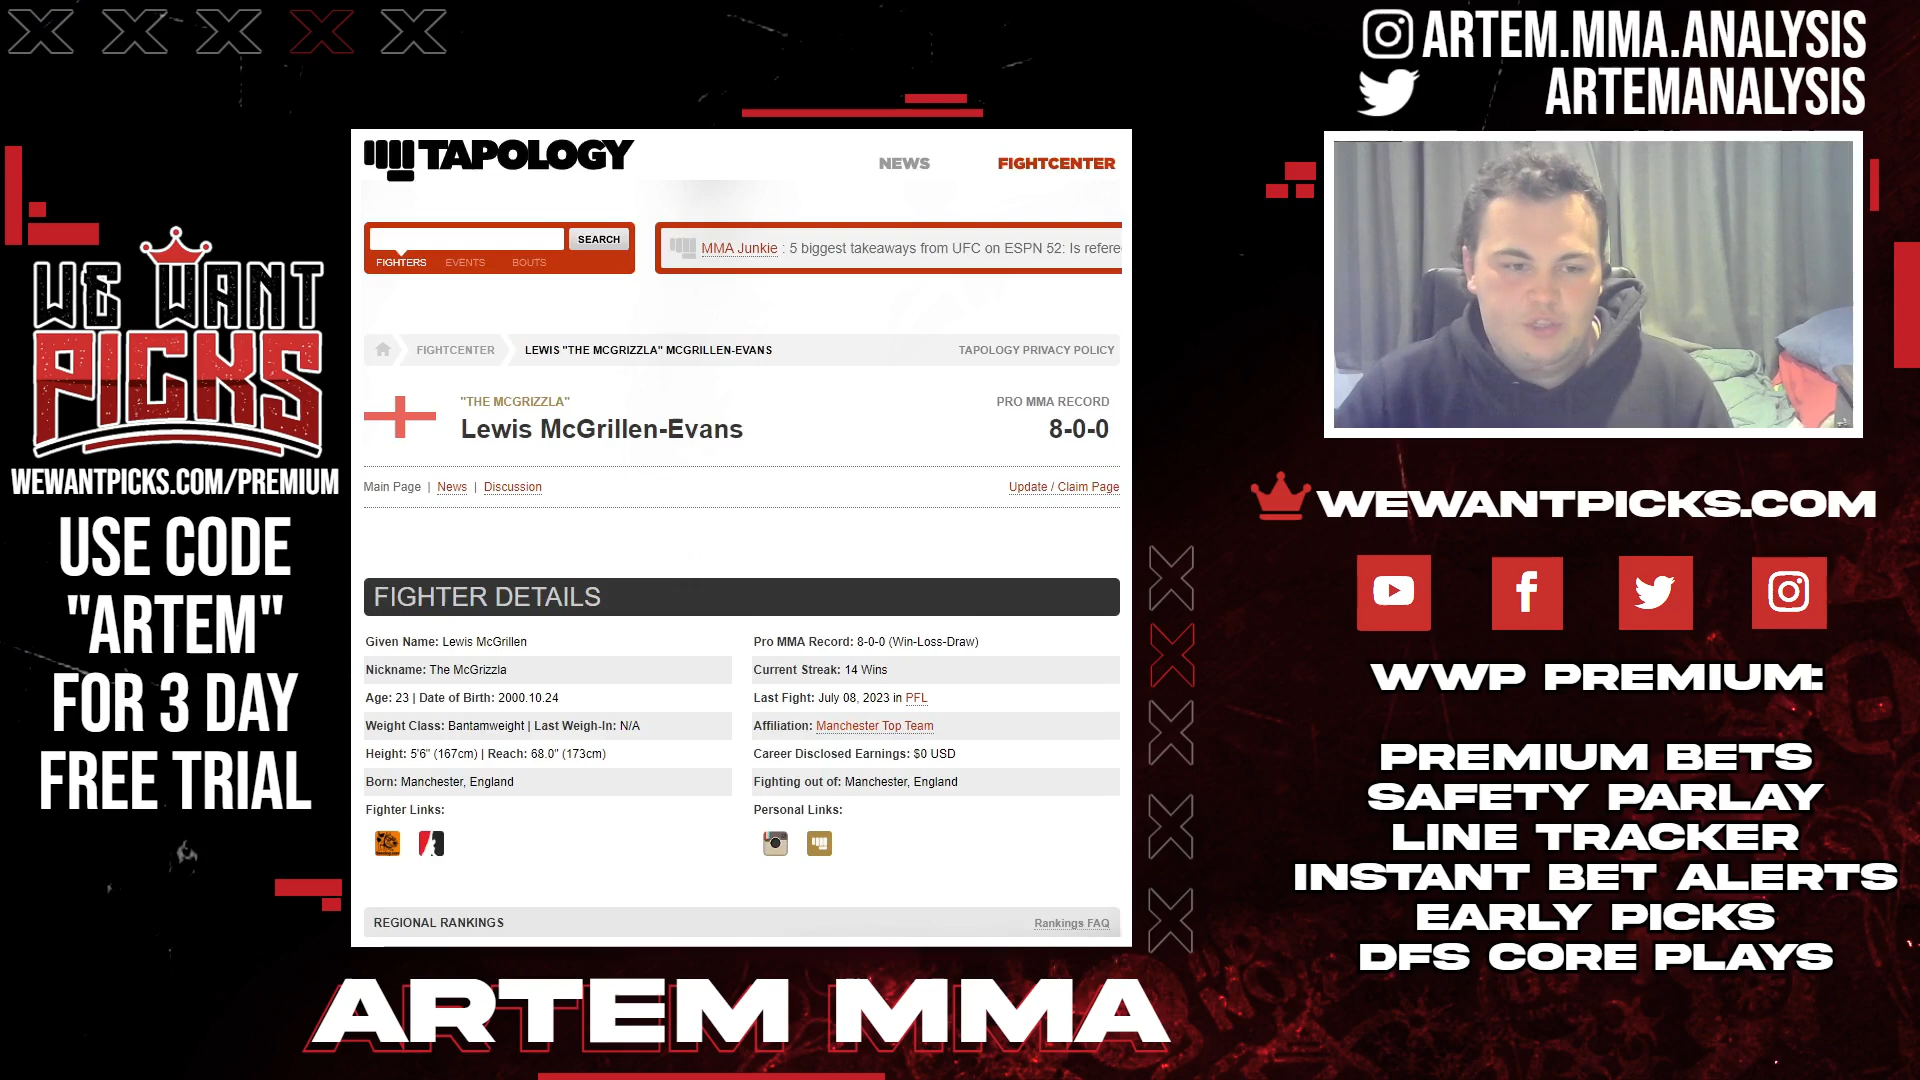 ARTEM.MMA.ANALYSIS
ARTEMANALYSIS
WE WANT
PICKS
WEWANTPICKS.COM/PREMIUM
USE CODE
"ARTEM"
FOR 3 DAY
FREE TRIAL
TAPOLOGY
NEWS
FIGHTCENTER
SEARCH
FIGHTERS EVENTS BOUTS
MMA Junkie : 5 biggest takeaways from UFC on ESPN 52: Is refere
FIGHTCENTER LEWIS "THE MCGRIZZLA" MCGRILLEN-EVANS TAPOLOGY PRIVACY POLICY
"THE MCGRIZZLA" PRO MMA RECORD
Lewis McGrillen-Evans 8-0-0
Main Page | News | Discussion Update / Claim Page
FIGHTER DETAILS
Given Name: Lewis McGrillen Pro MMA Record: 8-0-0 (Win-Loss-Draw)
Nickname: The McGrizzla Current Streak: 14 Wins
Age: 23 | Date of Birth: 2000.10.24 Last Fight: July 08, 2023 in PFL
Weight Class: Bantamweight | Last Weigh-In: N/A Affiliation: Manchester Top Team
Height: 5'6" (167cm) | Reach: 68.0" (173cm) Career Disclosed Earnings: $0 USD
Born: Manchester, England Fighting out of: Manchester, England
Fighter Links: Personal Links:
REGIONAL RANKINGS Rankings FAQ
WEWANTPICKS.COM
WWP PREMIUM:
PREMIUM BETS
SAFETY PARLAY
LINE TRACKER
INSTANT BET ALERTS
EARLY PICKS
DFS CORE PLAYS
ARTEM MMA